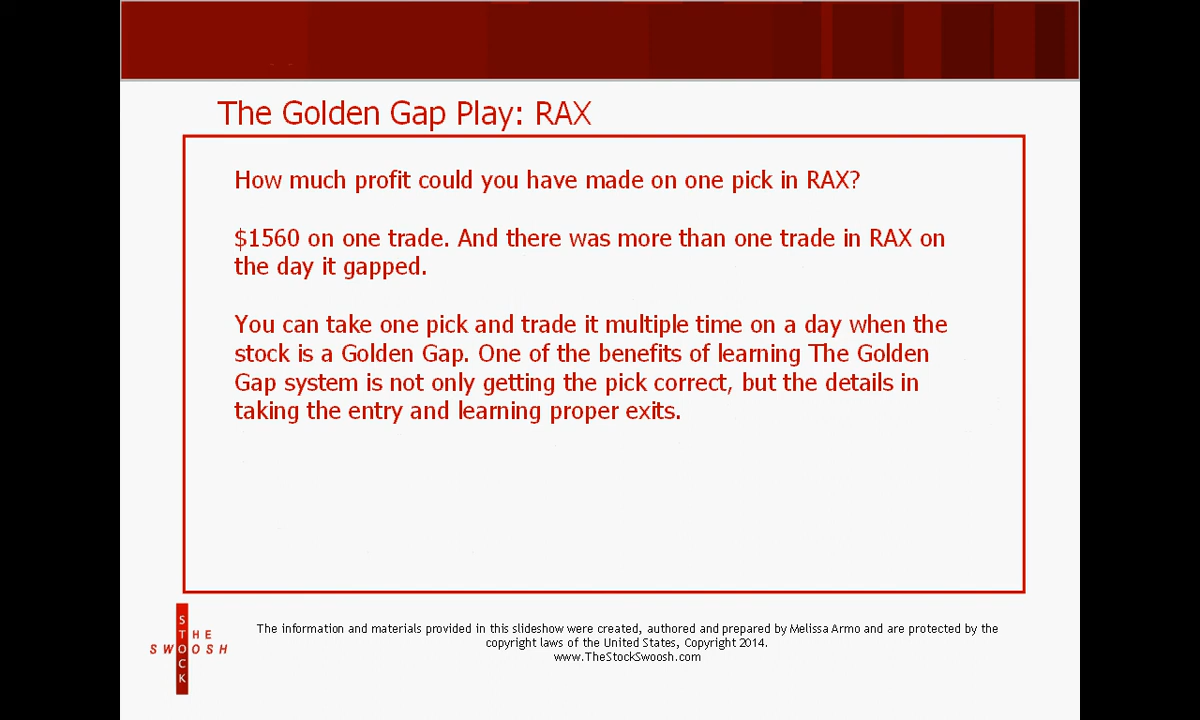 The Golden Gap Play: RAX
How much profit could you have made on one pick in RAX?
$1560 on one trade. And there was more than one trade in RAX on
the day it gapped.
You can take one pick and trade it multiple time on a day when the
stock is a Golden Gap. One of the benefits of learning The Golden
Gap system is not only getting the pick correct, but the details in
taking the entry and learning proper exits.
THE
STOCK
SWOOSH
The information and materials provided in this slideshow were created, authored and prepared by Melissa Armo and are protected by the
copyright laws of the United States, Copyright 2014.
www.TheStockSwoosh.com